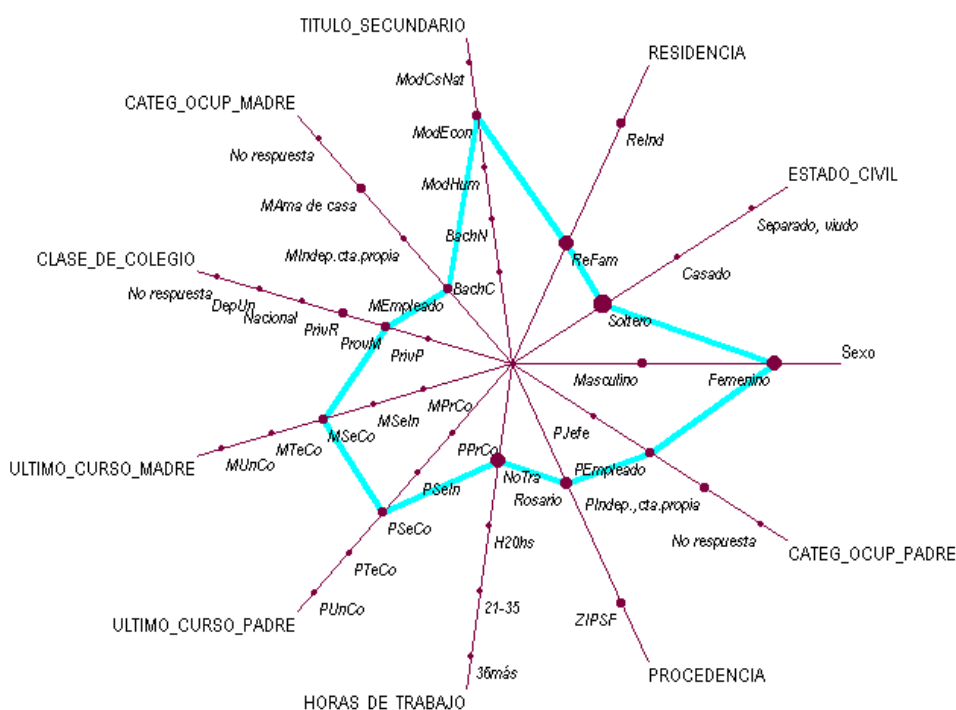 TITULO_SECUNDARIO
RESIDENCIA
ModCsNat
CATEG_OCUP_MADRE
ModEcon
ReInd
No respuesta
ModHum
ESTADO_CIVIL
MAma de casa
Separado, viudo
BachN
MIndep.cta.propia
ReFam
Casado
CLASE_DE_COLEGIO
No respuesta
DepUn
Nacional
PrivR
ProvM
PrivP
MEmpleado
BachC
Soltero
Sexo
Masculino
Femenino
MPrCo
MSeIn
MSeCo
MTeCo
MUnCo
ULTIMO_CURSO_MADRE
PJefe
PEmpleado
PIndep.,cta.propia
No respuesta
CATEG_OCUP_PADRE
PPrCo
PSeIn
PSeCo
PTeCo
PUnCo
ULTIMO_CURSO_PADRE
NoTra
H20hs
21-35
36más
HORAS DE TRABAJO
Rosario
ZIPSF
PROCEDENCIA